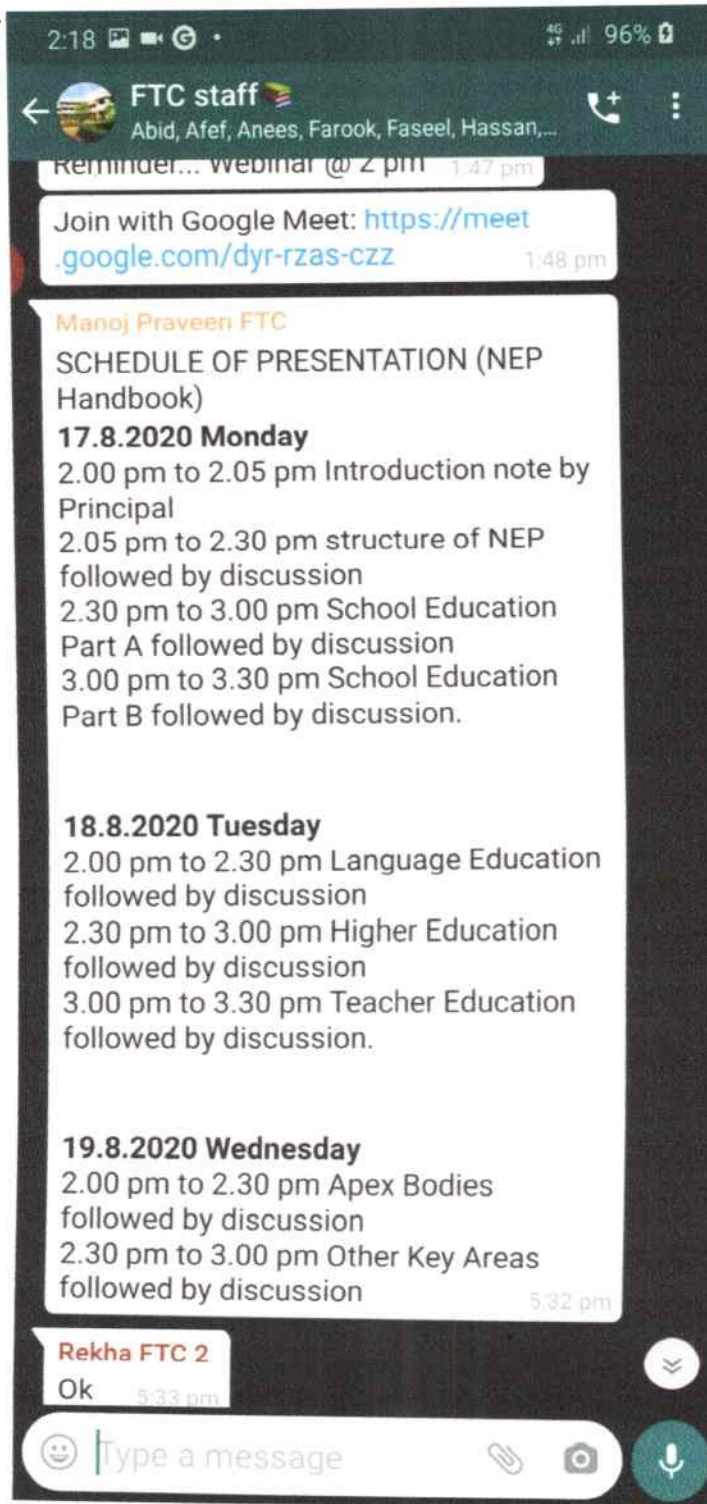 2:18 4G 96%
FTC staff
Abid, Afef, Anees, Farook, Faseel, Hassan,...
Reminder... Webinar @ 2 pm 1:47 pm
Join with Google Meet: https://meet
.google.com/dyr-rzas-czz 1:48 pm
Manoj Praveen FTC
SCHEDULE OF PRESENTATION (NEP
Handbook)
17.8.2020 Monday
2.00 pm to 2.05 pm Introduction note by
Principal
2.05 pm to 2.30 pm structure of NEP
followed by discussion
2.30 pm to 3.00 pm School Education
Part A followed by discussion
3.00 pm to 3.30 pm School Education
Part B followed by discussion.
18.8.2020 Tuesday
2.00 pm to 2.30 pm Language Education
followed by discussion
2.30 pm to 3.00 pm Higher Education
followed by discussion
3.00 pm to 3.30 pm Teacher Education
followed by discussion.
19.8.2020 Wednesday
2.00 pm to 2.30 pm Apex Bodies
followed by discussion
2.30 pm to 3.00 pm Other Key Areas
followed by discussion 5:32 pm
Rekha FTC 2
Ok 5:33 pm
Type a message